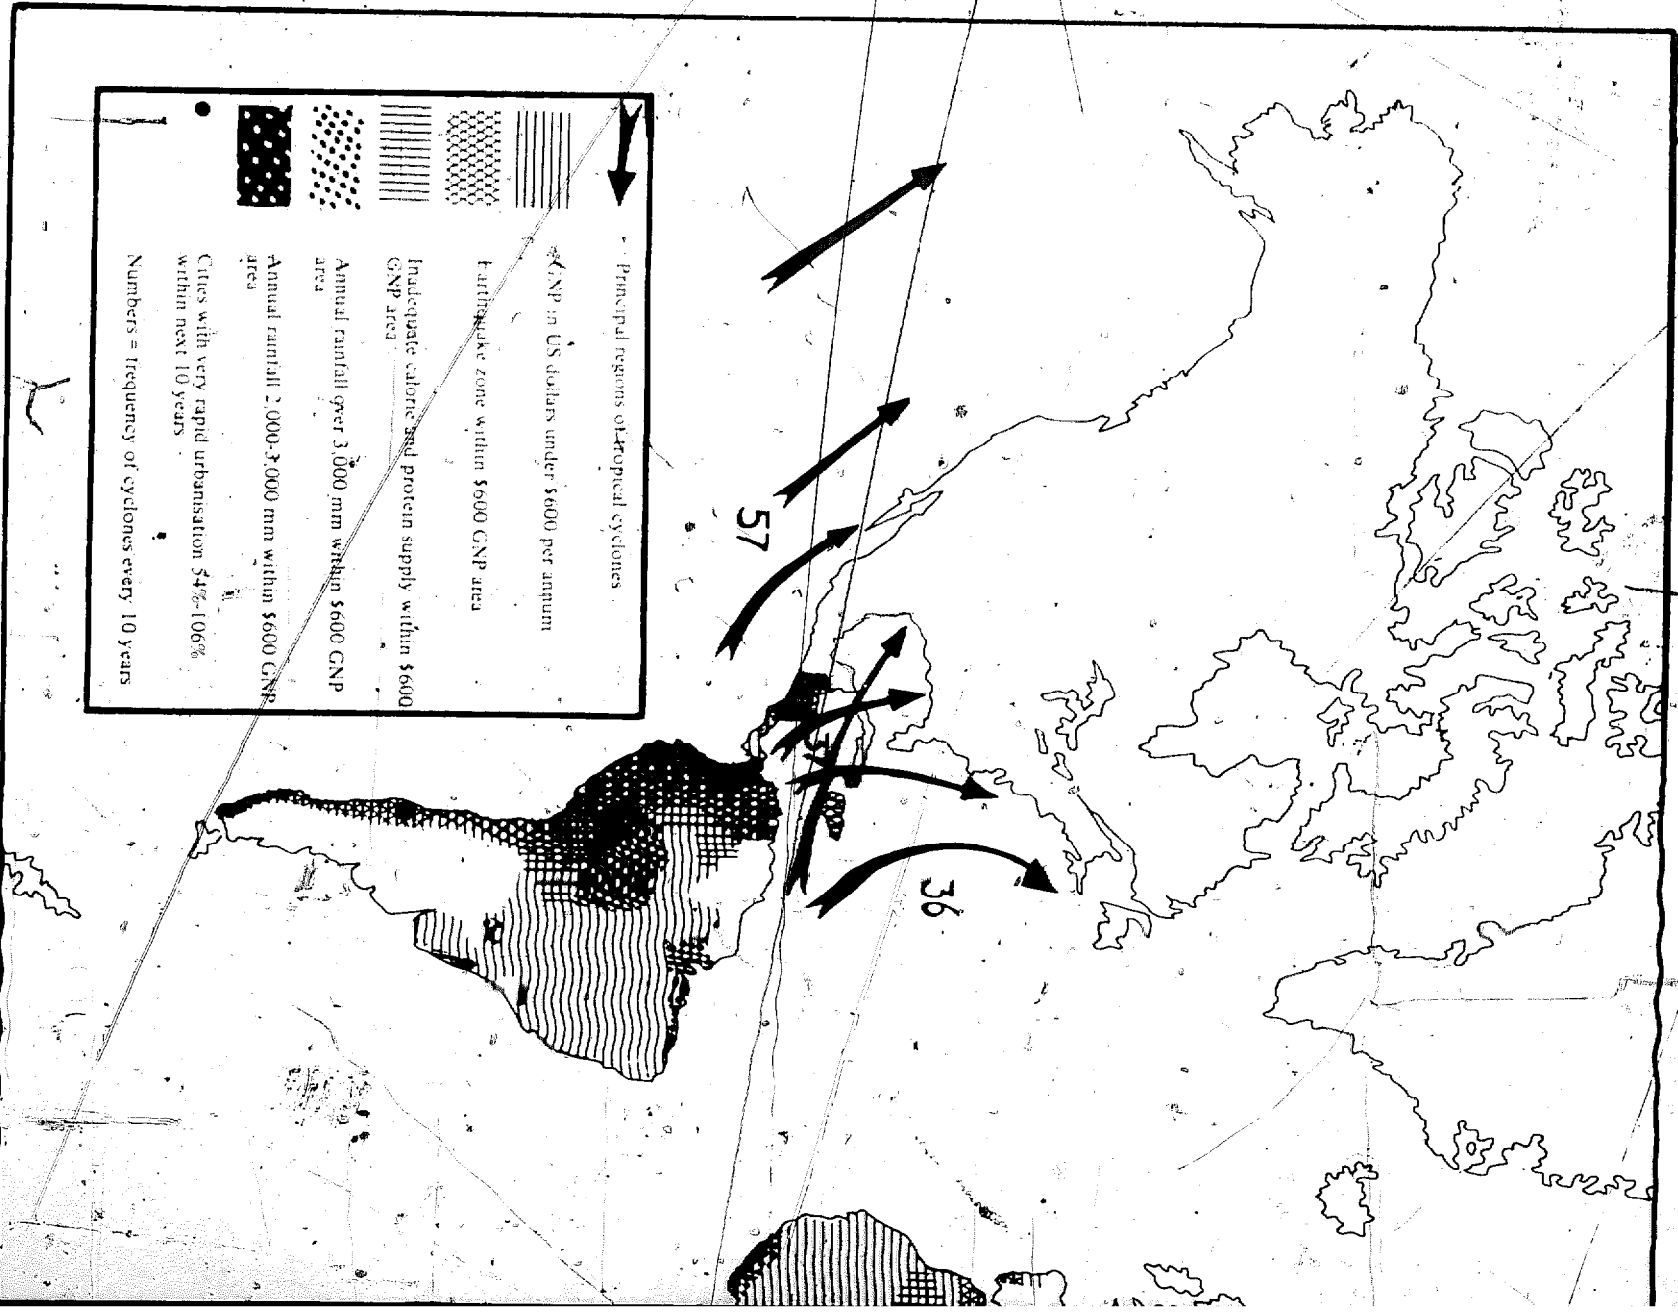 Principal regions of tropical cyclones
GNP in US dollars under $600 per annum
Earthquake zone within $600 GNP area
Inadequate calorie and protein supply within $600
GNP area
Annual rainfall over 3,000 mm within $600 GNP
area
Annual rainfall 2,000-3,000 mm within $600 GNP
area
Cities with very rapid urbanisation 54%-106%
within next 10 years
Numbers = frequency of cyclones every 10 years
57
36